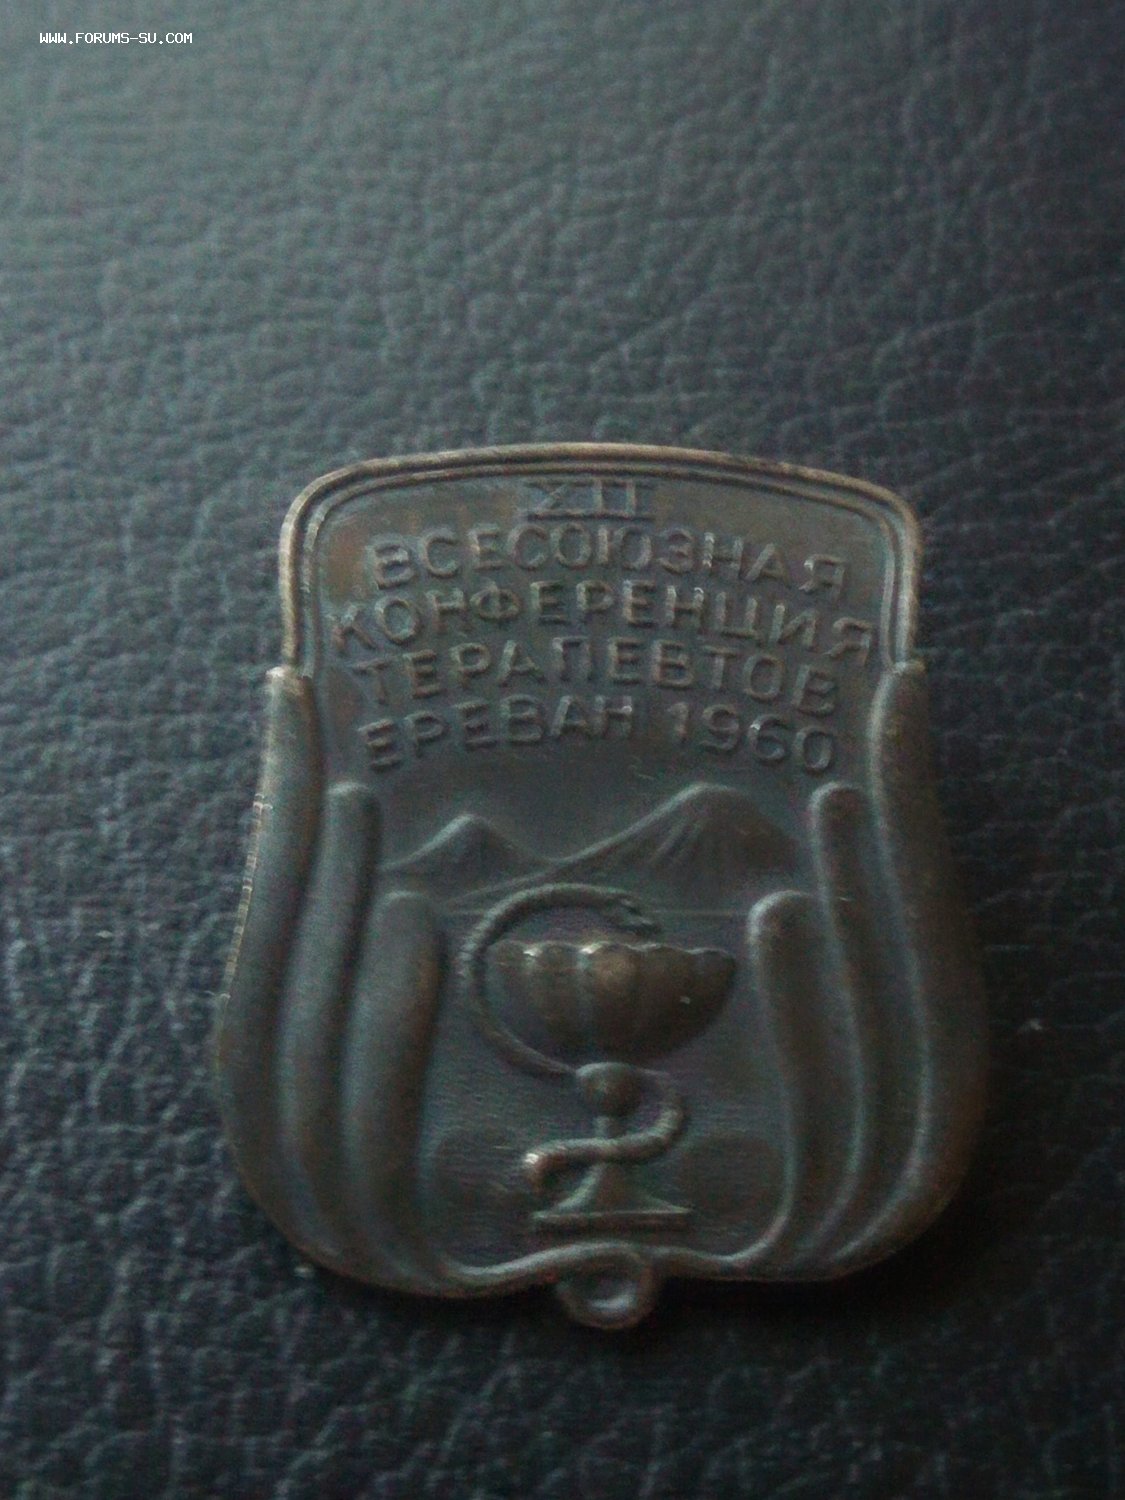 WWW.FORUMS-SU.COM
XII
ВСЕСОЮЗНАЯ
КОНФЕРЕНЦИЯ
ТЕРАПЕВТОВ
ЕРЕВАН 1960